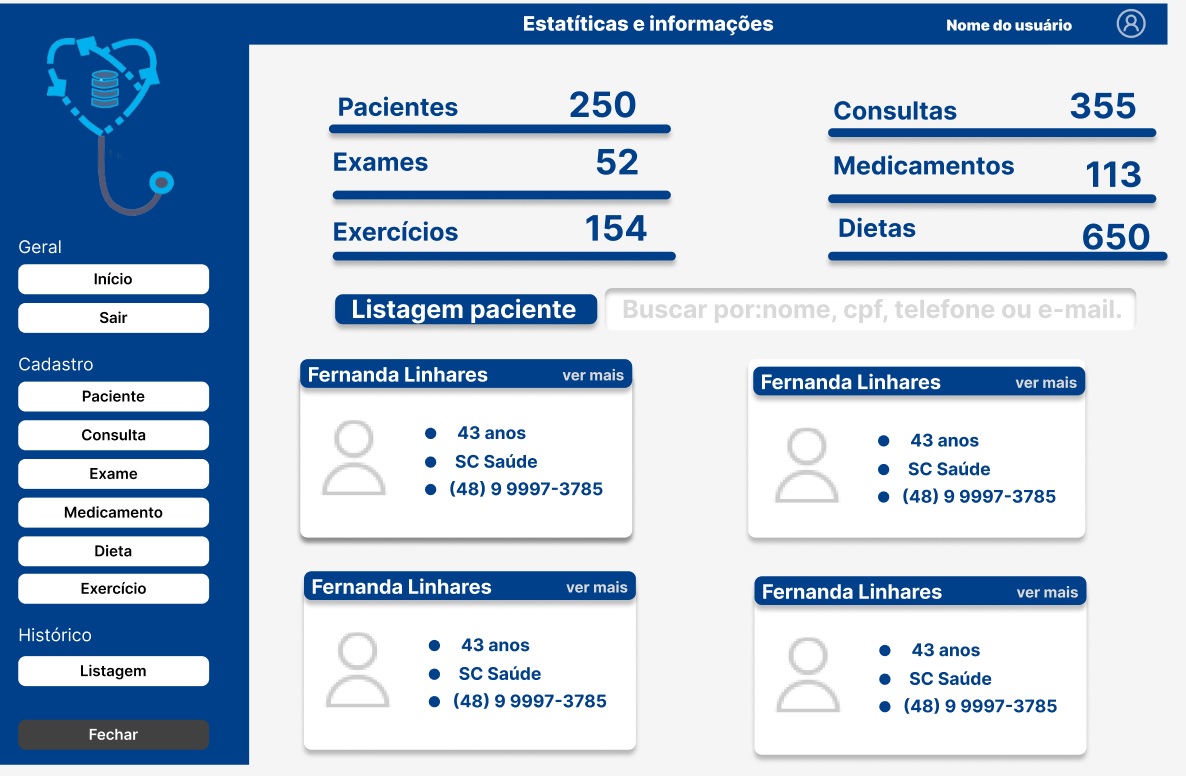 Estatíticas e informações
Nome do usuário
Geral
Início
Sair
Cadastro
Paciente
Consulta
Exame
Medicamento
Dieta
Exercício
Histórico
Listagem
Fechar
Pacientes 250
Exames 52
Exercícios 154
Consultas 355
Medicamentos 113
Dietas 650
Listagem paciente
Buscar por:nome, cpf, telefone ou e-mail.
Fernanda Linhares ver mais
43 anos
SC Saúde
(48) 9 9997-3785
Fernanda Linhares ver mais
43 anos
SC Saúde
(48) 9 9997-3785
Fernanda Linhares ver mais
43 anos
SC Saúde
(48) 9 9997-3785
Fernanda Linhares ver mais
43 anos
SC Saúde
(48) 9 9997-3785